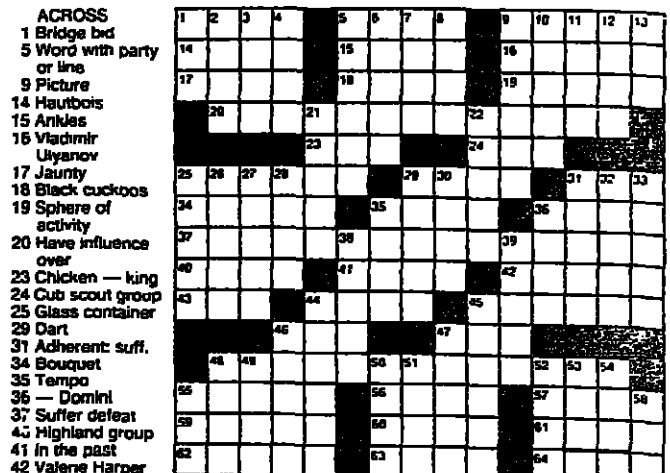 ACROSS
1 Bridge bid
5 Word with party
or line
9 Picture
14 Hautbois
15 Ankles
16 Vladimir
Ulyanov
17 Jaunty
18 Black cuckoos
19 Sphere of
activity
20 Have influence
over
23 Chicken — king
24 Cub scout group
25 Glass container
29 Dart
31 Adherent: suff.
34 Bouquet
35 Tempo
36 — Domini
37 Suffer defeat
40 Highland group
41 In the past
42 Valerie Harper
1 2 3 4 5 6 7 8 9 10 11 12 13
14 15 16
17 18 19
20 21 22
23 24
25 26 27 28 29 30 31 32 33
34 35 36
37 38 39
40 41 42
43 44 45
46 47
48 49 50 51 52 53 54
55 56 57 58
59 60 61
62 63 64